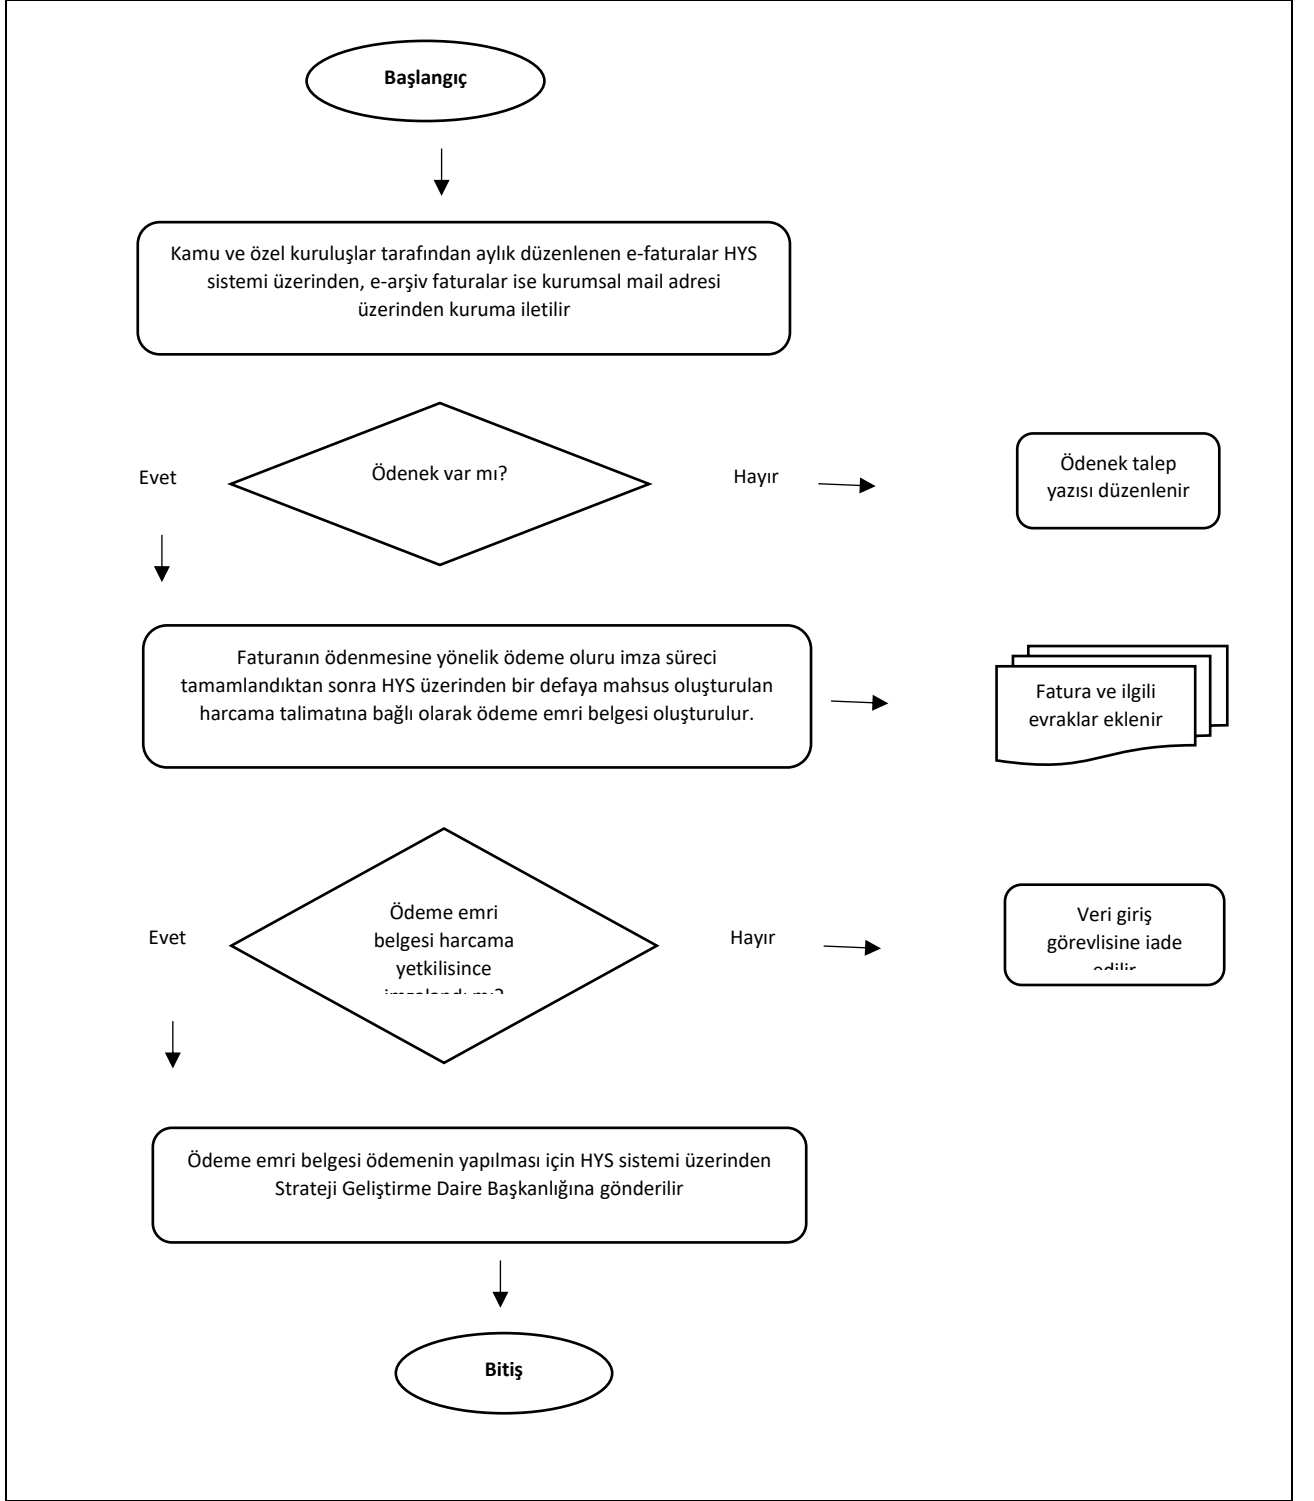 Başlangıç
Kamu ve özel kuruluşlar tarafından aylık düzenlenen e-faturalar HYS
sistemi üzerinden, e-arşiv faturalar ise kurumsal mail adresi
üzerinden kuruma iletilir
Evet
Ödenek var mı?
Hayır
Ödenek talep
yazısı düzenlenir
Faturanın ödenmesine yönelik ödeme oluru imza süreci
tamamlandıktan sonra HYS üzerinden bir defaya mahsus oluşturulan
harcama talimatına bağlı olarak ödeme emri belgesi oluşturulur.
Fatura ve ilgili
evraklar eklenir
Evet
Ödeme emri
belgesi harcama
yetkilisince
imzalandı mı?
Hayır
Veri giriş
görevlisine iade
edilir
Ödeme emri belgesi ödemenin yapılması için HYS sistemi üzerinden
Strateji Geliştirme Daire Başkanlığına gönderilir
Bitiş